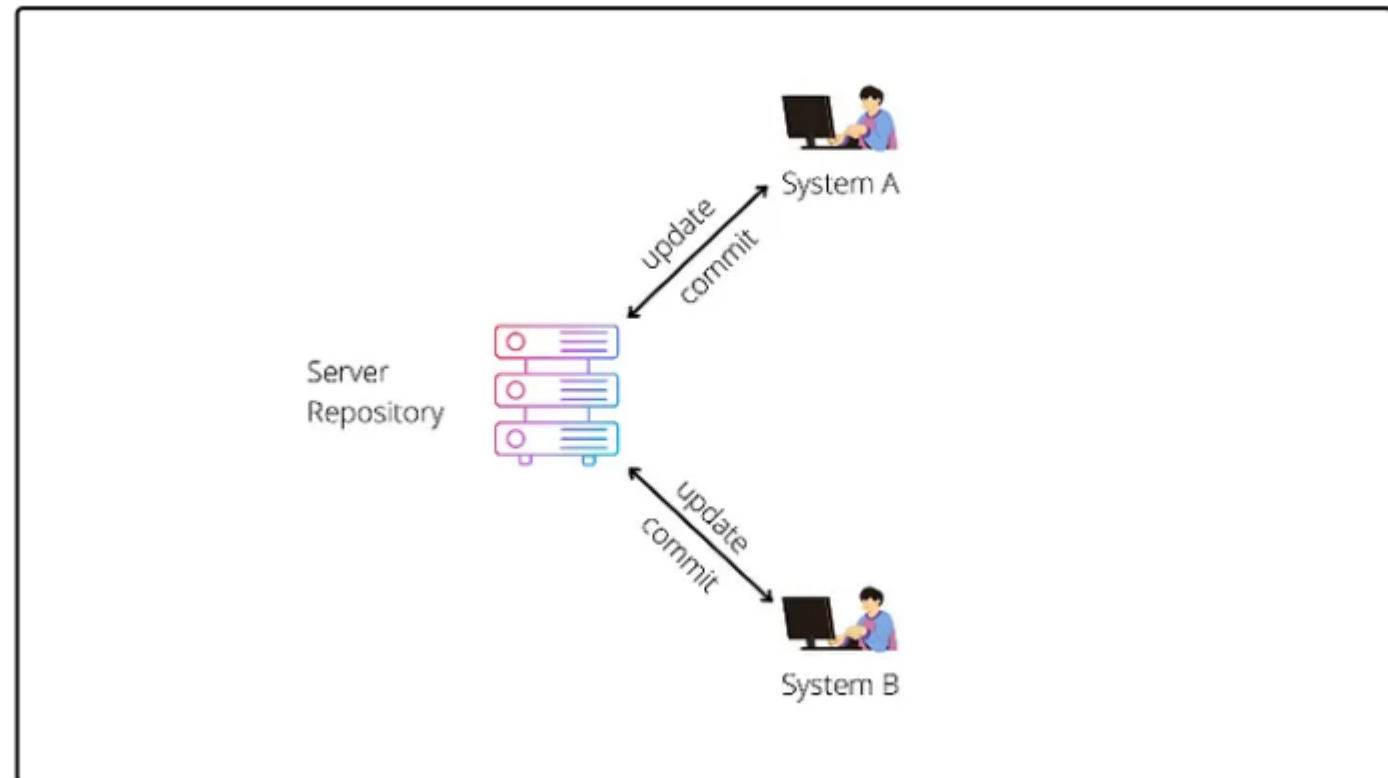 System A
update
commit
Server
Repository
update
commit
System B